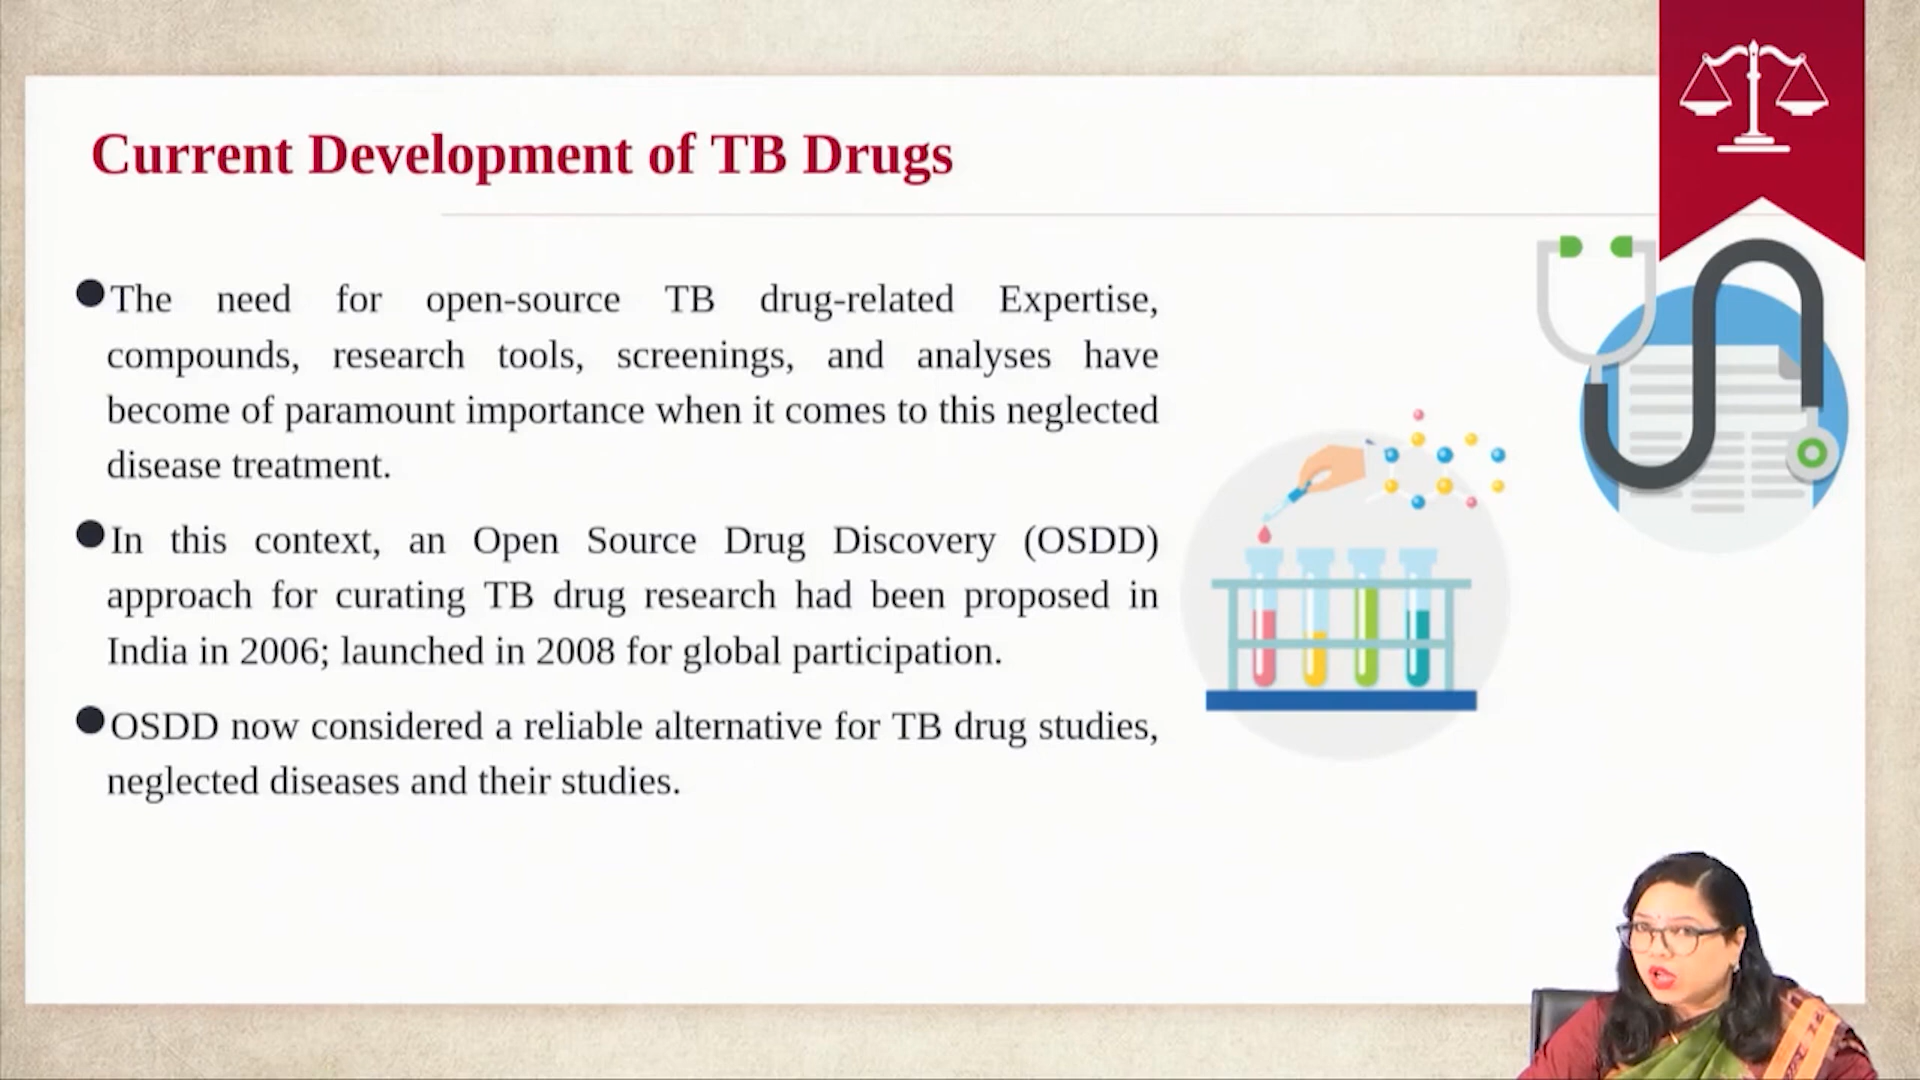 Current Development of TB Drugs
The need for open-source TB drug-related Expertise,
compounds, research tools, screenings, and analyses have
become of paramount importance when it comes to this neglected
disease treatment.
In this context, an Open Source Drug Discovery (OSDD)
approach for curating TB drug research had been proposed in
India in 2006; launched in 2008 for global participation.
OSDD now considered a reliable alternative for TB drug studies,
neglected diseases and their studies.